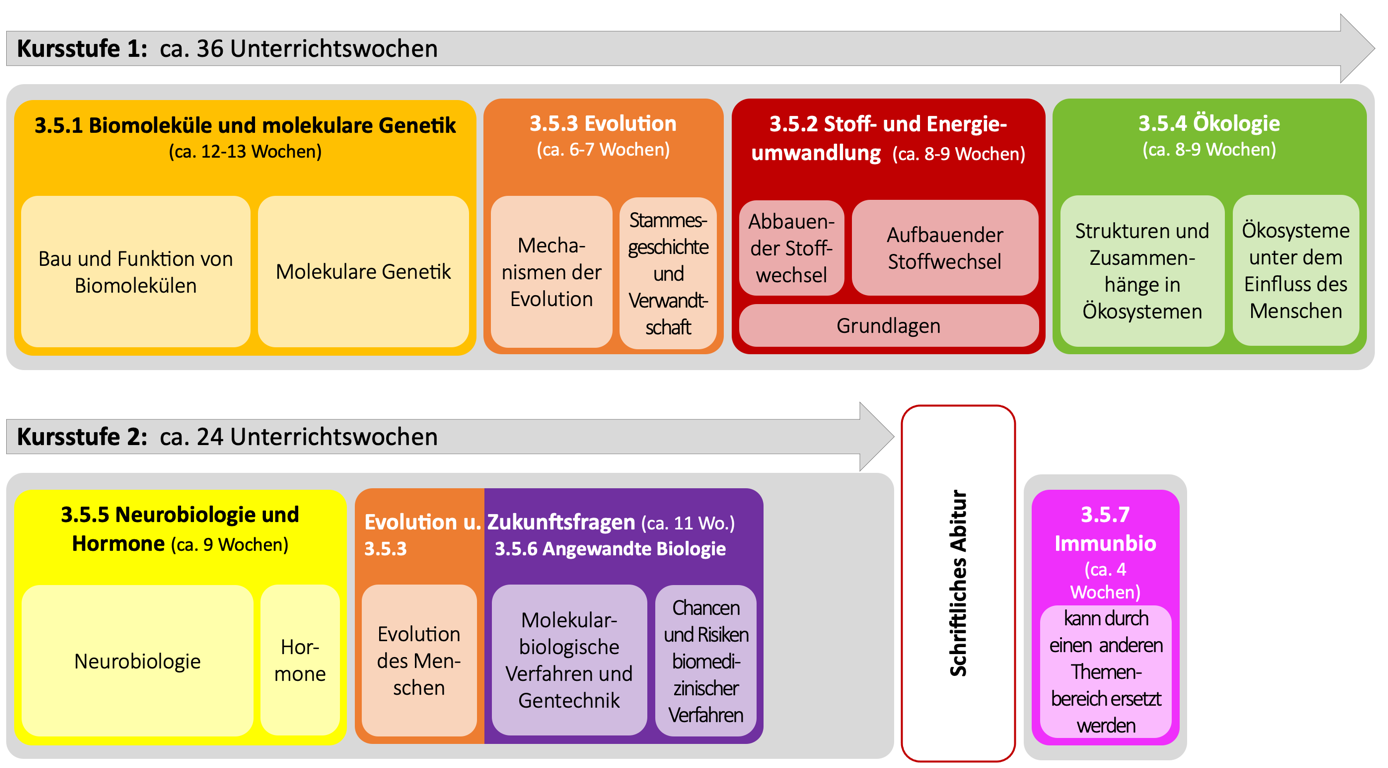 Kursstufe 1: ca. 36 Unterrichtswochen
3.5.1 Biomoleküle und molekulare Genetik
(ca. 12-13 Wochen)
Bau und Funktion von
Biomolekülen
Molekulare Genetik
3.5.3 Evolution
(ca. 6-7 Wochen)
Mecha-
nismen der
Evolution
Stammes-
geschichte
und
Verwandt-
schaft
3.5.2 Stoff- und Energie-
umwandlung (ca. 8-9 Wochen)
Abbauen-
der Stoff-
wechsel
Aufbauender
Stoffwechsel
Grundlagen
3.5.4 Ökologie
(ca. 8-9 Wochen)
Strukturen und
Zusammen-
hänge in
Ökosystemen
Ökosysteme
unter dem
Einfluss des
Menschen
Kursstufe 2: ca. 24 Unterrichtswochen
3.5.5 Neurobiologie und
Hormone (ca. 9 Wochen)
Neurobiologie
Hor-
mone
Evolution u. Zukunftsfragen (ca. 11 Wo.)
3.5.3 3.5.6 Angewandte Biologie
Evolution
des Men-
schen
Molekular-
biologische
Verfahren und
Gentechnik
Chancen
und Risiken
biomedi-
zinischer
Verfahren
Schriftliches Abitur
3.5.7
Immunbio
(ca. 4
Wochen)
kann durch
einen anderen
Themen-
bereich ersetzt
werden